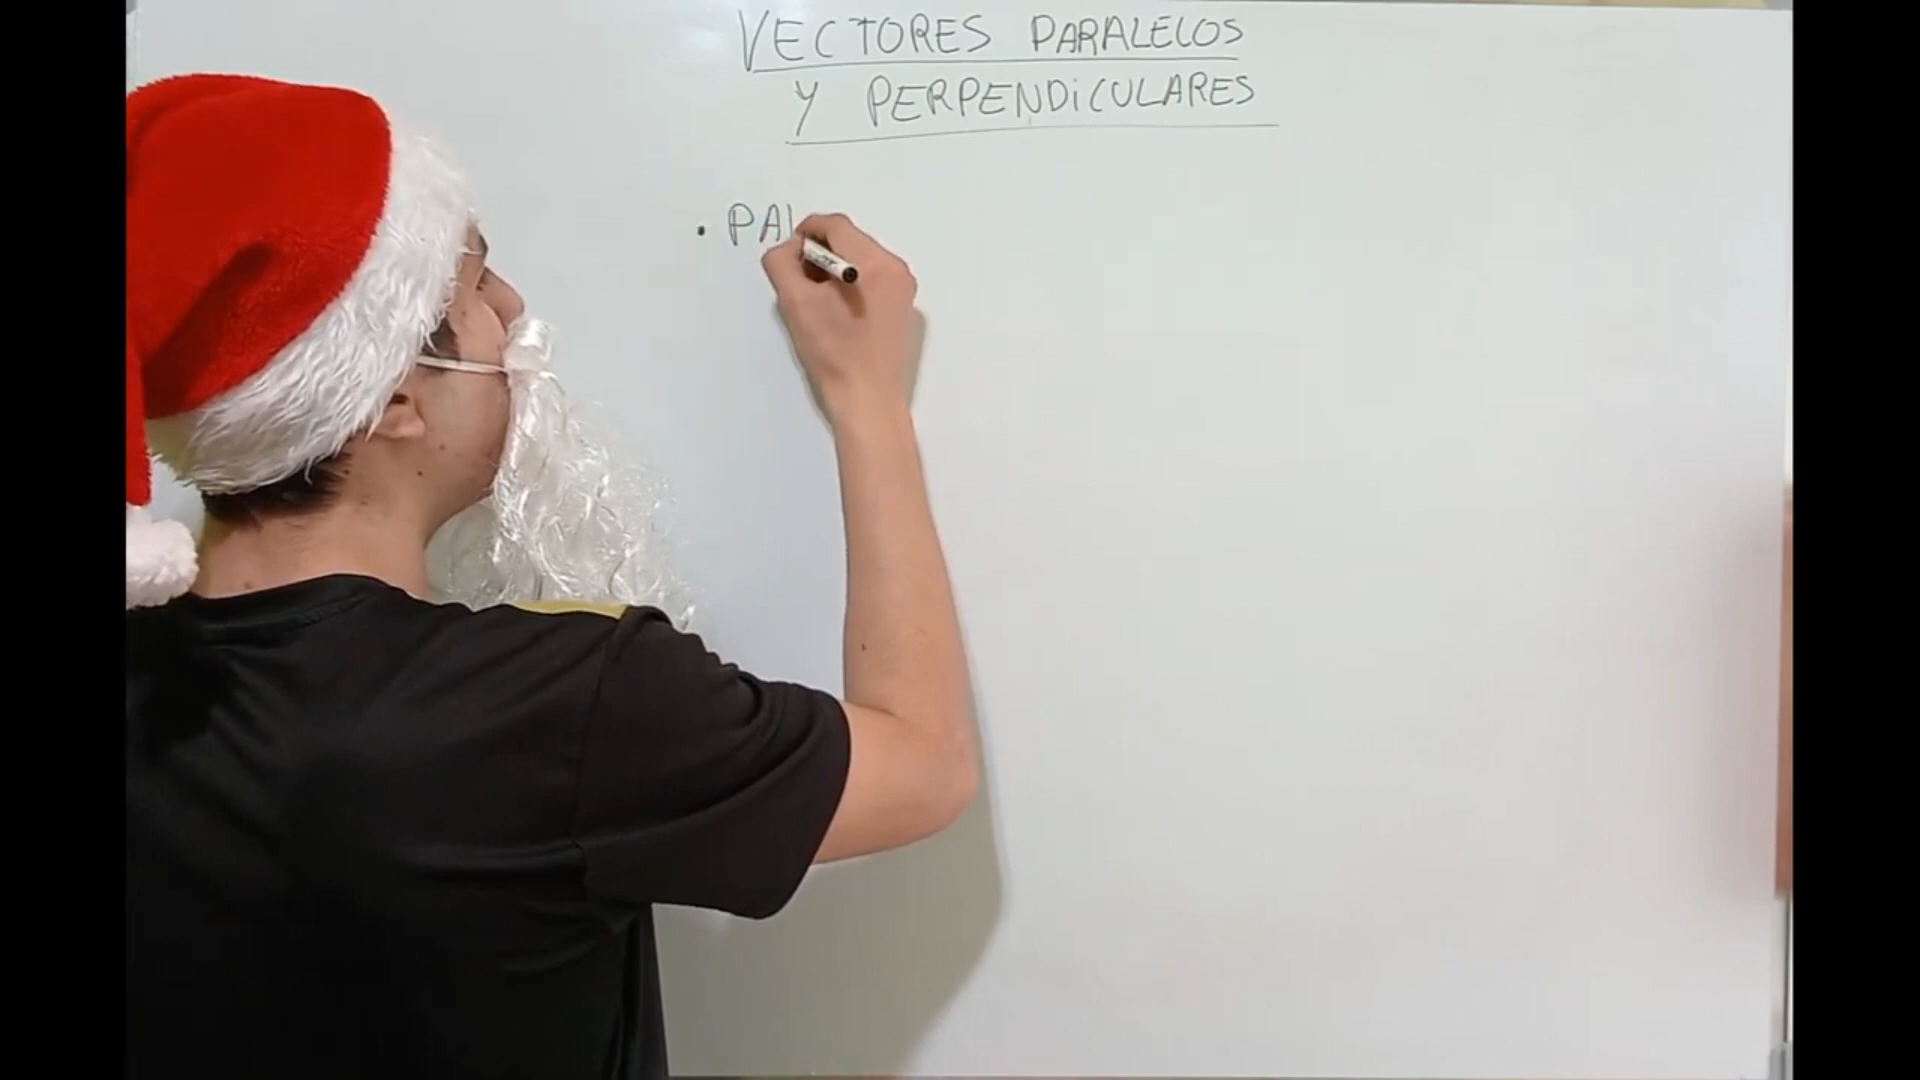 VECTORES PARALELOS
Y PERPENDICULARES
• PA